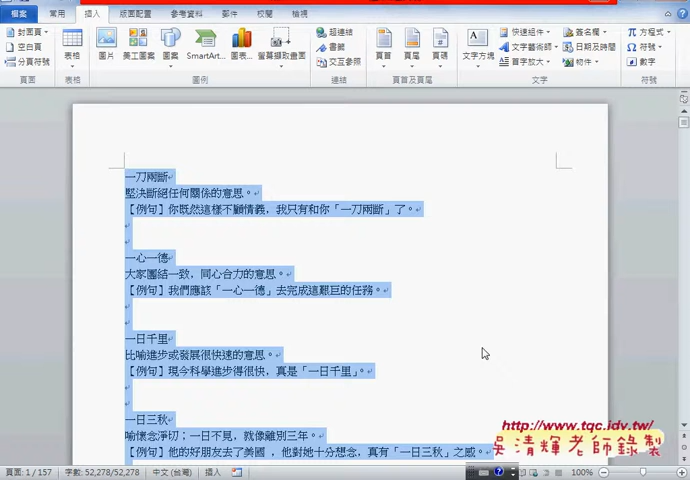 檔案 常用 插入 版面配置 參考資料 郵件 校閱 檢視
封面頁 空白頁 分頁符號 表格 圖片 美工圖案 圖案 SmartArt... 圖表... 螢幕擷取畫面 超連結 書籤 交互參照 頁首 頁尾 頁碼 文字方塊 快速組件 文字藝術師 首字放大 簽名欄 日期及時間 物件 方程式 符號 數字
頁面 表格 圖例 連結 頁首及頁尾 文字 符號
一刀兩斷
堅決斷絕任何關係的意思。
【例句】你既然這樣不顧情義，我只有和你「一刀兩斷」了。
一心一德
大家團結一致，同心合力的意思。
【例句】我們應該「一心一德」去完成這艱巨的任務。
一日千里
比喻進步或發展很快速的意思。
【例句】現今科學進步得很快，真是「一日千里」。
一日三秋
喻懷念淨切；一日不見，就像離別三年。
【例句】他的好朋友去了美國 ，他對她十分想念，真有「一日三秋」之感。
http://www.tqc.idv.tw/
吳清輝老師錄製
頁面: 1 / 157 字數: 52,278/52,278 中文 (台灣) 插入 100%